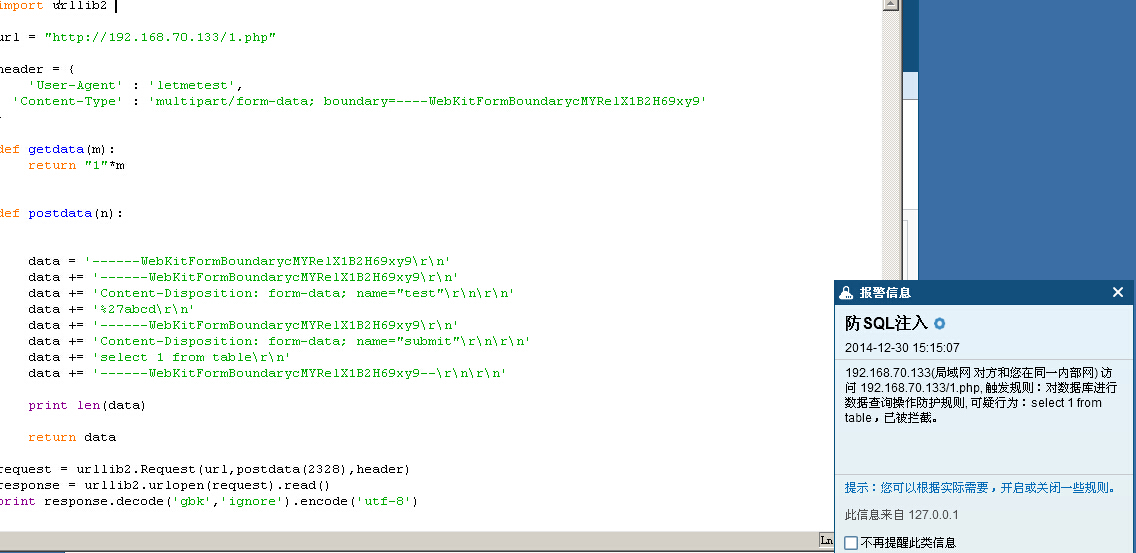 import urllib2
url = "http://192.168.70.133/1.php"
header = {
'User-Agent' : 'letmetest',
'Content-Type' : 'multipart/form-data; boundary=----WebKitFormBoundarycMYRelX1B2H69xy9'
def getdata(m):
return "1"*m
def postdata(n):
data = '------WebKitFormBoundarycMYRelX1B2H69xy9\r\n'
data += '------WebKitFormBoundarycMYRelX1B2H69xy9\r\n'
data += 'Content-Disposition: form-data; name="test"\r\n\r\n'
data += '%27abcd\r\n'
data += '------WebKitFormBoundarycMYRelX1B2H69xy9\r\n'
data += 'Content-Disposition: form-data; name="submit"\r\n\r\n'
data += 'select 1 from table\r\n'
data += '------WebKitFormBoundarycMYRelX1B2H69xy9--\r\n\r\n'
print len(data)
return data
request = urllib2.Request(url,postdata(2328),header)
response = urllib2.urlopen(request).read()
print response.decode('gbk','ignore').encode('utf-8')
Ln
报警信息
防SQL注入
2014-12-30 15:15:07
192.168.70.133(局域网 对方和您在同一内部网) 访
问 192.168.70.133/1.php, 触发规则：对数据库进行
数据查询操作防护规则, 可疑行为：select 1 from
table，已被拦截。
提示：您可以根据实际需要，开启或关闭一些规则。
此信息来自 127.0.0.1
不再提醒此类信息